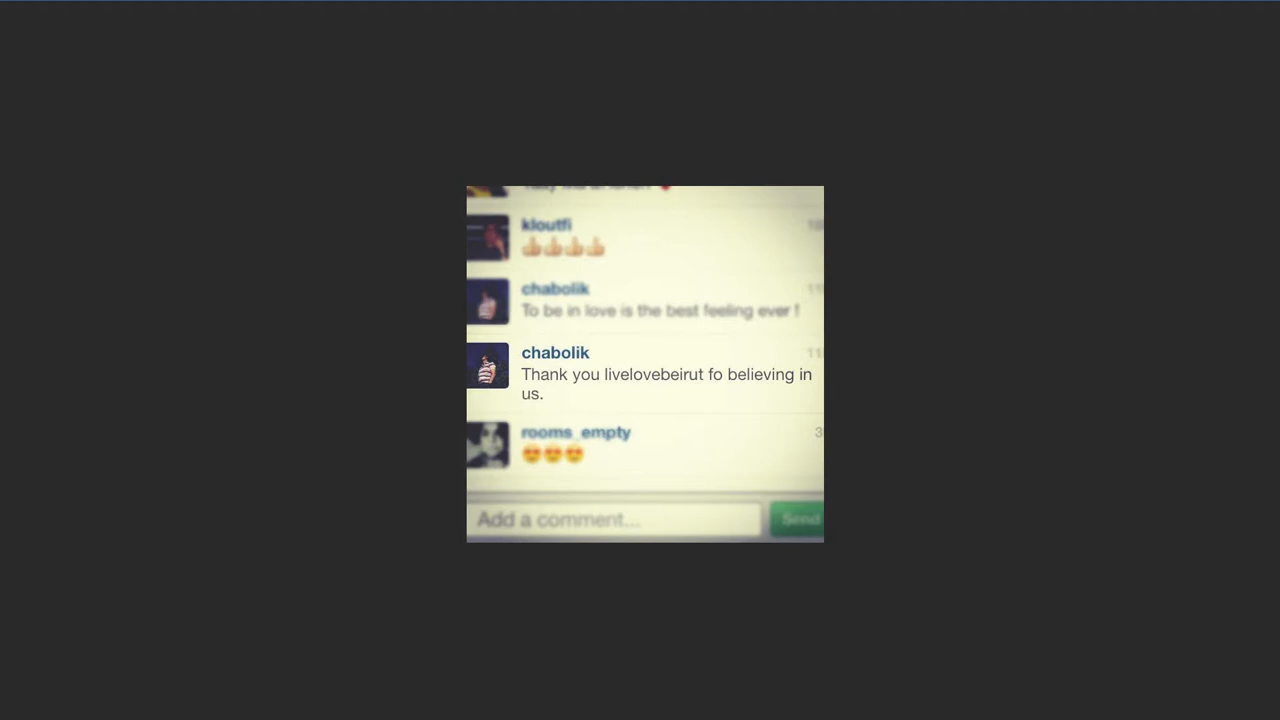 kloutfi
👍👍👍👍
chabolik
To be in love is the best feeling ever !
chabolik
Thank you livelovebeirut fo believing in
us.
rooms_empty
😍😍😍
3
Add a comment...
Send